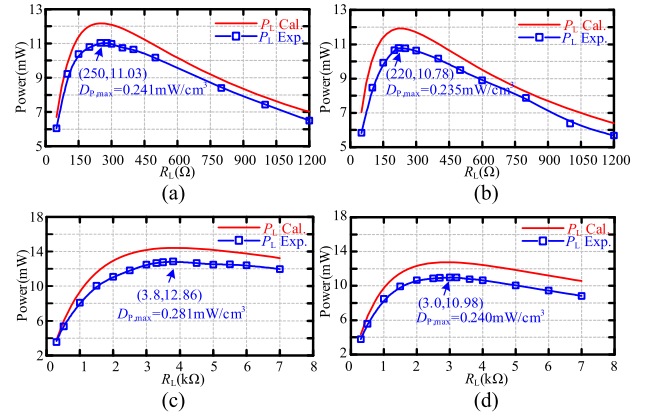 13
11
9
7
5
Power(mW)
P_L Cal.
P_L Exp.
(250,11.03)
D_P,max=0.241mW/cm³
0 150 300 450 600 750 900 1050 1200
R_L(Ω)
(a)
13
11
9
7
5
Power(mW)
P_L Cal.
P_L Exp.
(220,10.78)
D_P,max=0.235mW/cm³
0 150 300 450 600 750 900 1050 1200
R_L(Ω)
(b)
18
14
10
6
2
Power(mW)
P_L Cal.
P_L Exp.
(3.8,12.86)
D_P,max=0.281mW/cm³
0 1 2 3 4 5 6 7 8
R_L(kΩ)
(c)
18
14
10
6
2
Power(mW)
P_L Cal.
P_L Exp.
(3.0,10.98)
D_P,max=0.240mW/cm³
0 1 2 3 4 5 6 7 8
R_L(kΩ)
(d)